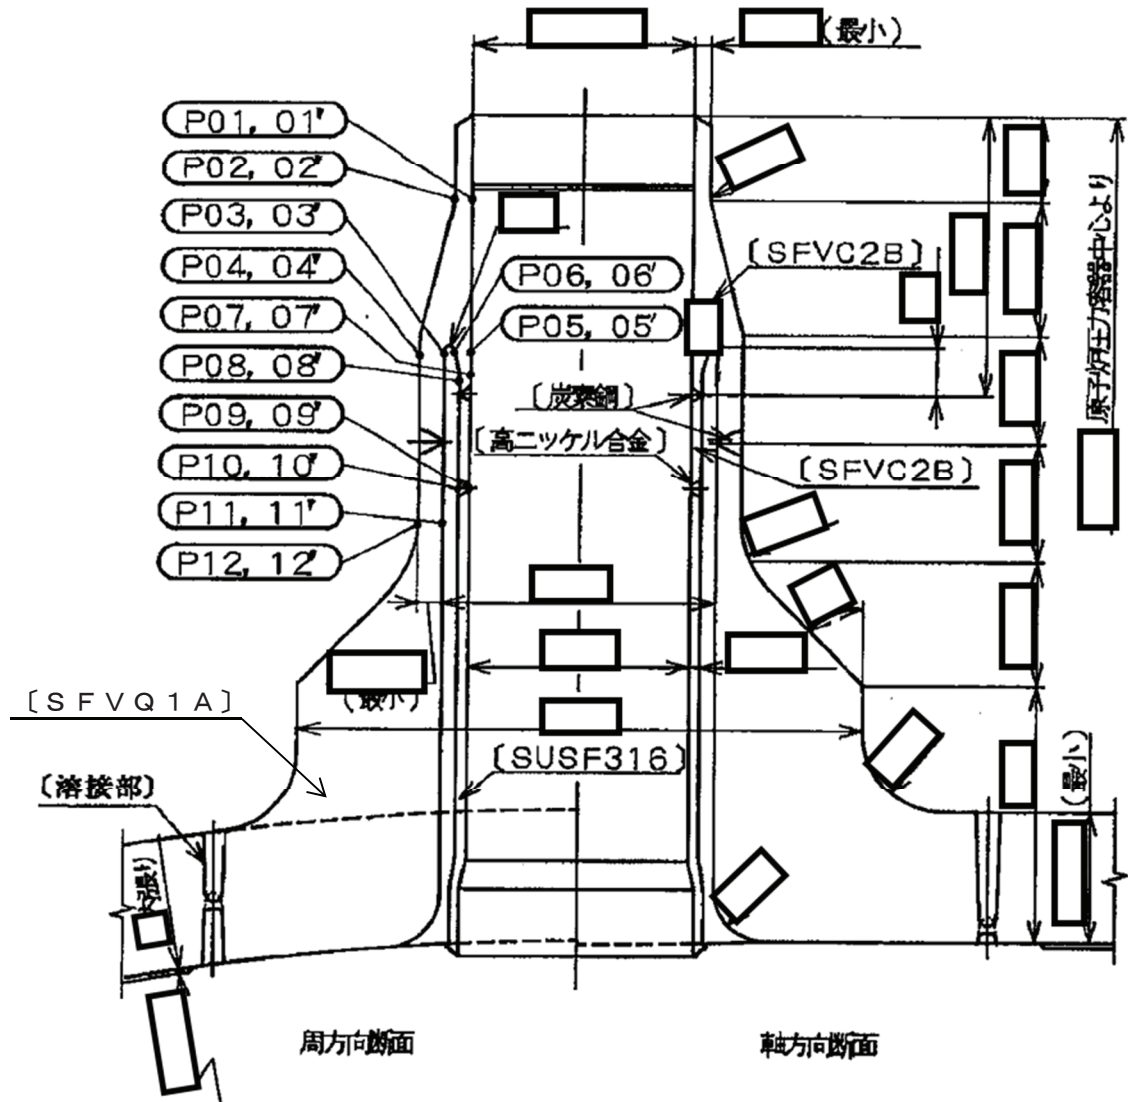 (最小)
P01, 01'
P02, 02'
P03, 03'
P04, 04'
P07, 07'
P08, 08'
P09, 09'
P10, 10'
P11, 11'
P12, 12'
P06, 06'
P05, 05'
〔SFVC2B〕
〔炭素鋼〕
〔高ニッケル合金〕
〔SFVC2B〕
原子炉圧力容器中心より
(最小)
〔SFVQ1A〕
〔SUSF316〕
〔溶接部〕
(最小)
周方向断面
軸方向断面